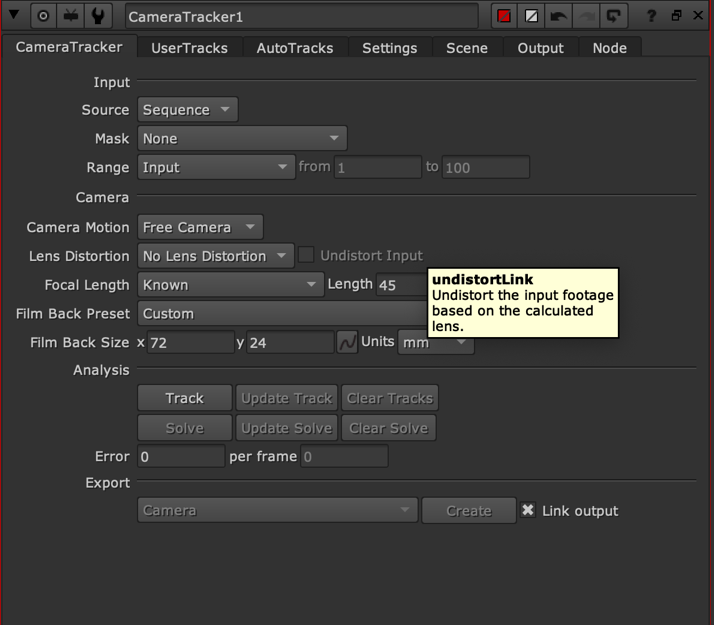 CameraTracker1 ?
CameraTracker UserTracks AutoTracks Settings Scene Output Node
Input
Source Sequence
Mask None
Range Input from 1 to 100
Camera
Camera Motion Free Camera
Lens Distortion No Lens Distortion Undistort Input
Focal Length Known Length 45
undistortLink
Undistort the input footage
based on the calculated
lens.
Film Back Preset Custom
Film Back Size x 72 y 24 Units mm
Analysis
Track Update Track Clear Tracks
Solve Update Solve Clear Solve
Error 0 per frame 0
Export
Camera Create Link output